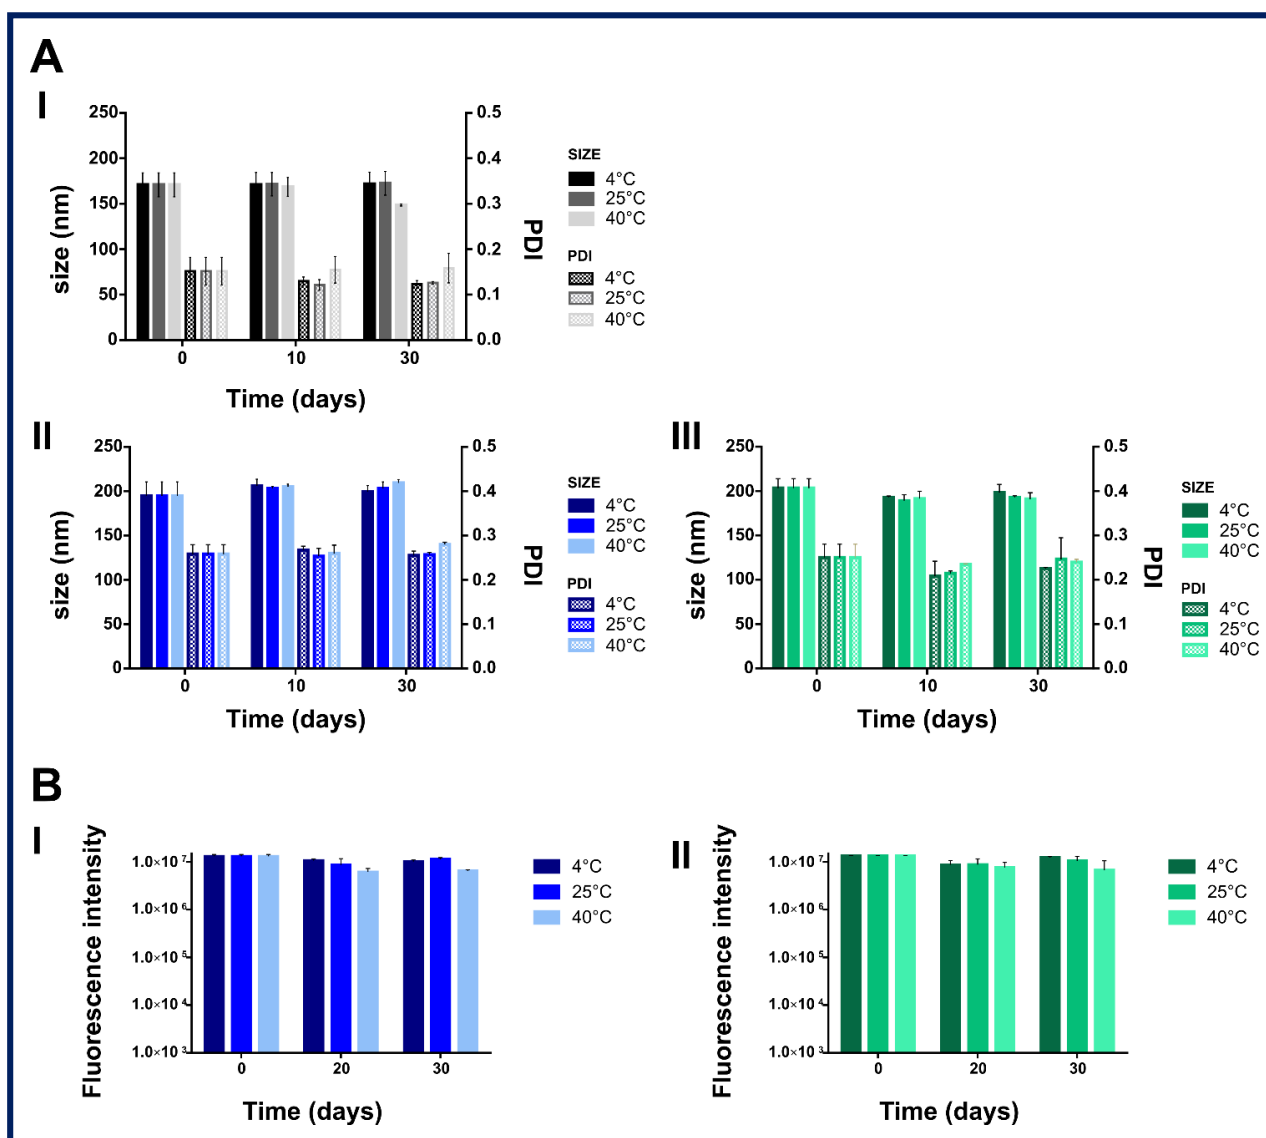 A
I
250
200
150
100
50
0
size (nm)
0.5
0.4
0.3
0.2
0.1
0.0
PDI
0 10 30
Time (days)
SIZE
4°C
25°C
40°C
PDI
4°C
25°C
40°C
II
250
200
150
100
50
0
size (nm)
0.5
0.4
0.3
0.2
0.1
0.0
PDI
0 10 30
Time (days)
SIZE
4°C
25°C
40°C
PDI
4°C
25°C
40°C
III
250
200
150
100
50
0
size (nm)
0.5
0.4
0.3
0.2
0.1
0.0
PDI
0 10 30
Time (days)
SIZE
4°C
25°C
40°C
PDI
4°C
25°C
40°C
B
I
Fluorescence intensity
1.0×10⁷
1.0×10⁶
1.0×10⁵
1.0×10⁴
1.0×10³
0 20 30
Time (days)
4°C
25°C
40°C
II
Fluorescence intensity
1.0×10⁷
1.0×10⁶
1.0×10⁵
1.0×10⁴
1.0×10³
0 20 30
Time (days)
4°C
25°C
40°C